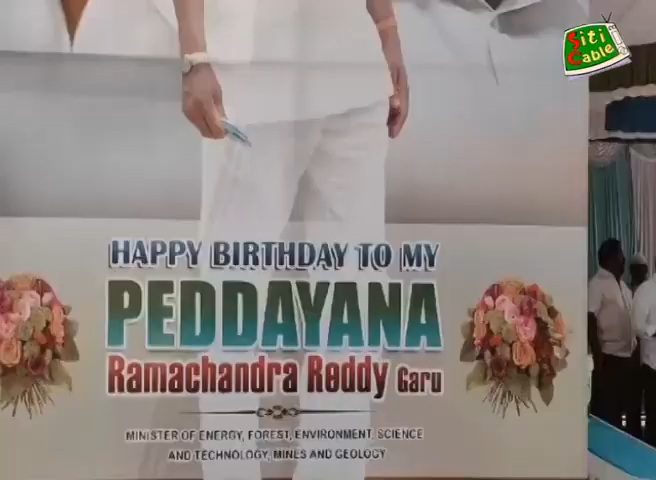 Siti
Cable
HAPPY BIRTHDAY TO MY
PEDDAYANA
RAMACHANDRA REDDY GARU
MINISTER OF ENERGY, FOREST, ENVIRONMENT, SCIENCE
AND TECHNOLOGY, MINES AND GEOLOGY